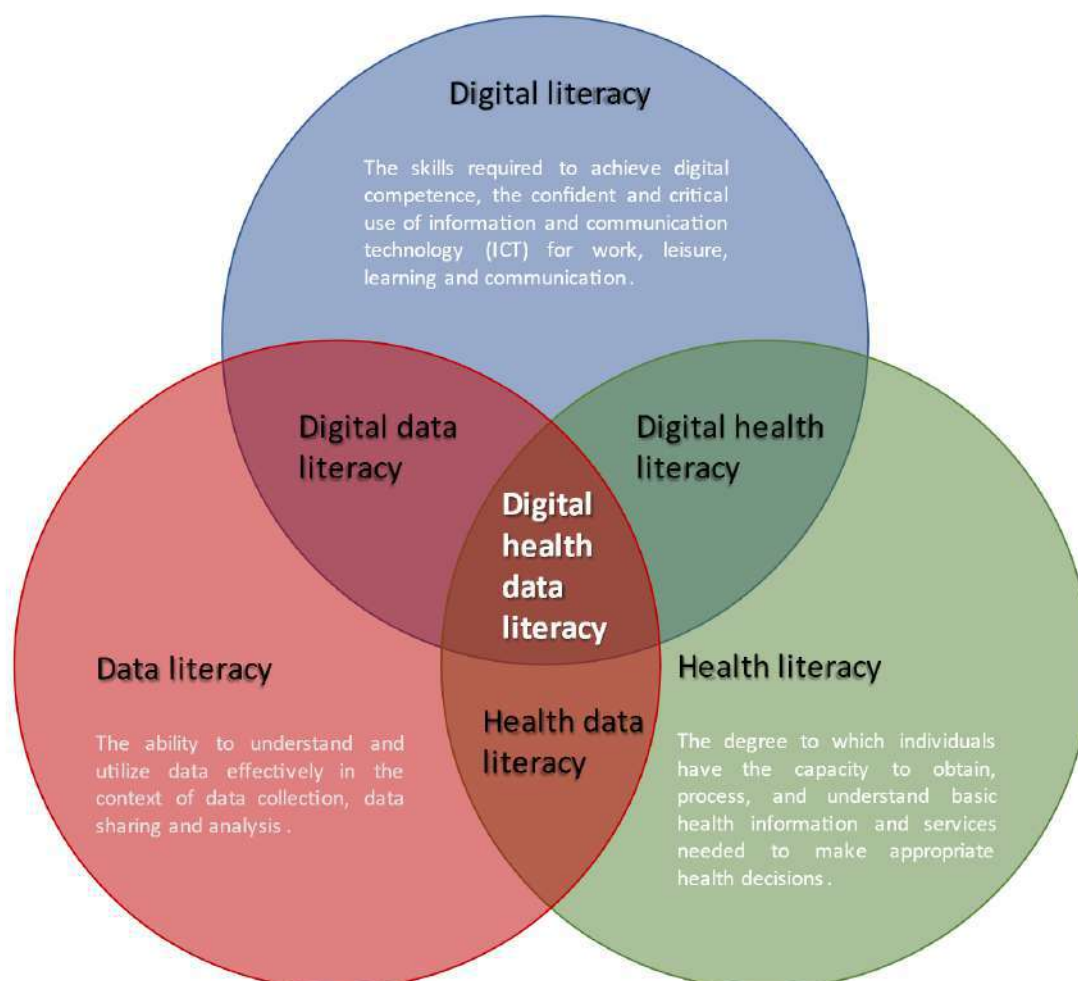 Digital literacy
The skills required to achieve digital
competence, the confident and critical
use of information and communication
technology (ICT) for work, leisure,
learning and communication.
Digital data
literacy
Digital health
literacy
Digital
health
data
literacy
Data literacy
The ability to understand and
utilize data effectively in the
context of data collection, data
sharing and analysis.
Health data
literacy
Health literacy
The degree to which individuals
have the capacity to obtain,
process, and understand basic
health information and services
needed to make appropriate
health decisions.